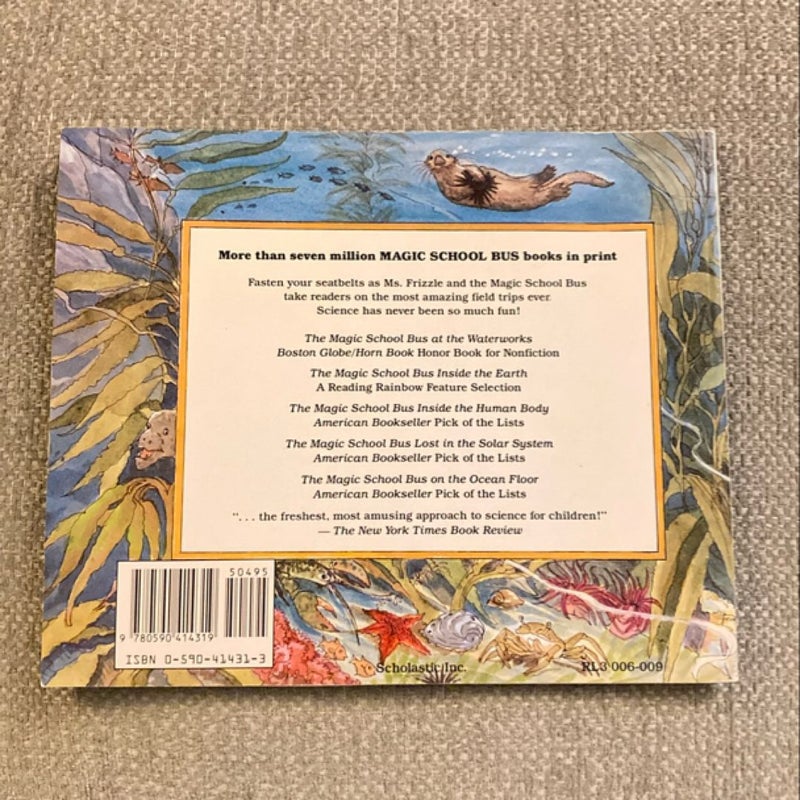 More than seven million MAGIC SCHOOL BUS books in print
Fasten your seatbelts as Ms. Frizzle and the Magic School Bus
take readers on the most amazing field trips ever.
Science has never been so much fun!
The Magic School Bus at the Waterworks
Boston Globe/Horn Book Honor Book for Nonfiction
The Magic School Bus Inside the Earth
A Reading Rainbow Feature Selection
The Magic School Bus Inside the Human Body
American Bookseller Pick of the Lists
The Magic School Bus Lost in the Solar System
American Bookseller Pick of the Lists
The Magic School Bus on the Ocean Floor
American Bookseller Pick of the Lists
“. . . the freshest, most amusing approach to science for children!”
— The New York Times Book Review
50495
9 780590 414319
ISBN 0-590-41431-3
Scholastic Inc.
RL3 006-009